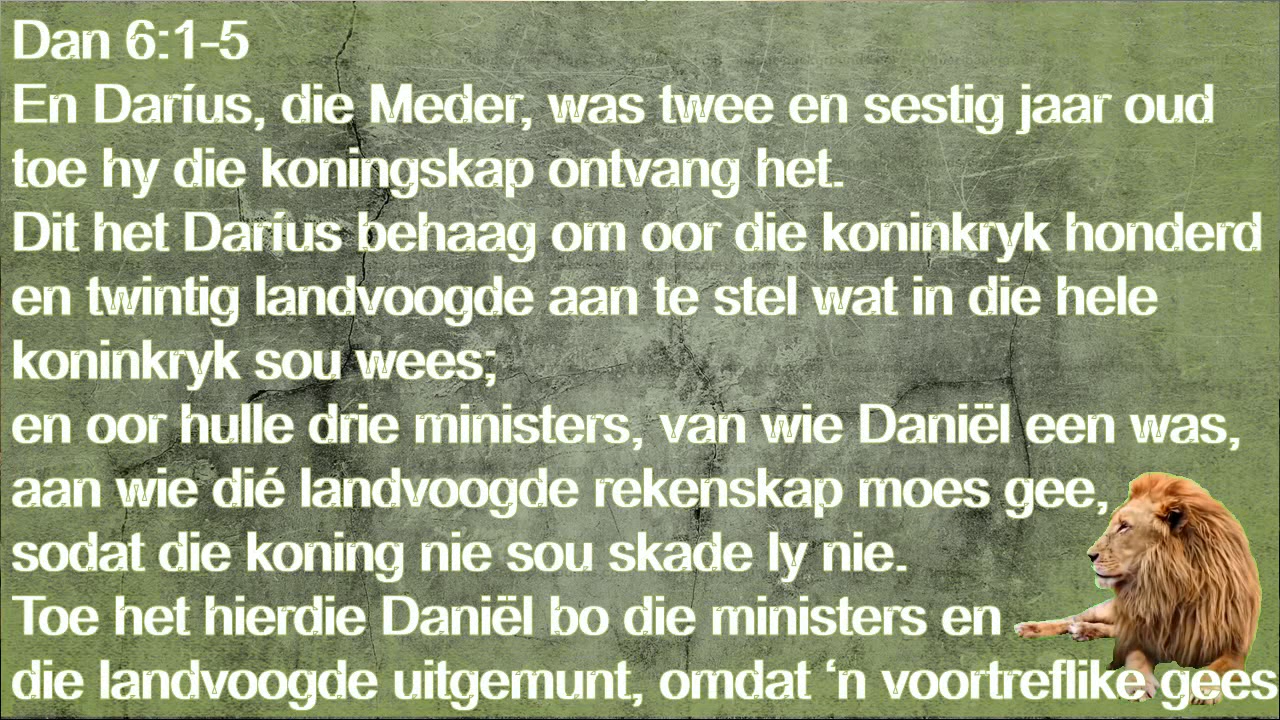 Dan 6:1-5
En Daríus, die Meder, was twee en sestig jaar oud
toe hy die koningskap ontvang het.
Dit het Daríus behaag om oor die koninkryk honderd
en twintig landvoogde aan te stel wat in die hele
koninkryk sou wees;
en oor hulle drie ministers, van wie Daniël een was,
aan wie dié landvoogde rekenskap moes gee,
sodat die koning nie sou skade ly nie.
Toe het hierdie Daniël bo die ministers en
die landvoogde uitgemunt, omdat ‘n voortreflike gees